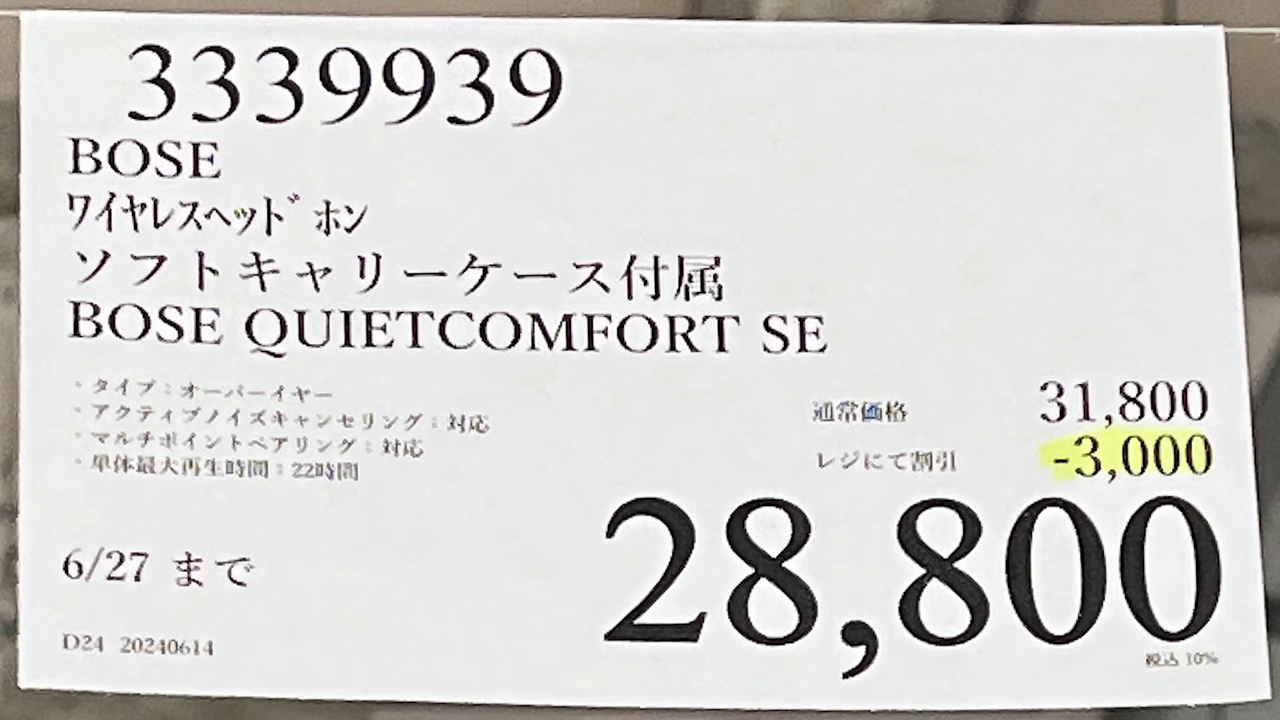 3339939
BOSE
ワイヤレスヘッドホン
ソフトキャリーケース付属
BOSE QUIETCOMFORT SE
・タイプ：オーバーイヤー
・アクティブノイズキャンセリング：対応
・マルチポイントペアリング：対応
・単体最大再生時間：22時間
通常価格 31,800
レジにて割引 -3,000
28,800
税込 10%
6/27 まで
D24 20240614